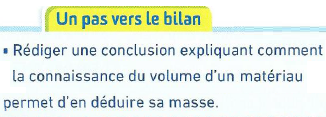 Un pas vers le bilan
▪ Rédiger une conclusion expliquant comment
la connaissance du volume d'un matériau
permet d'en déduire sa masse.